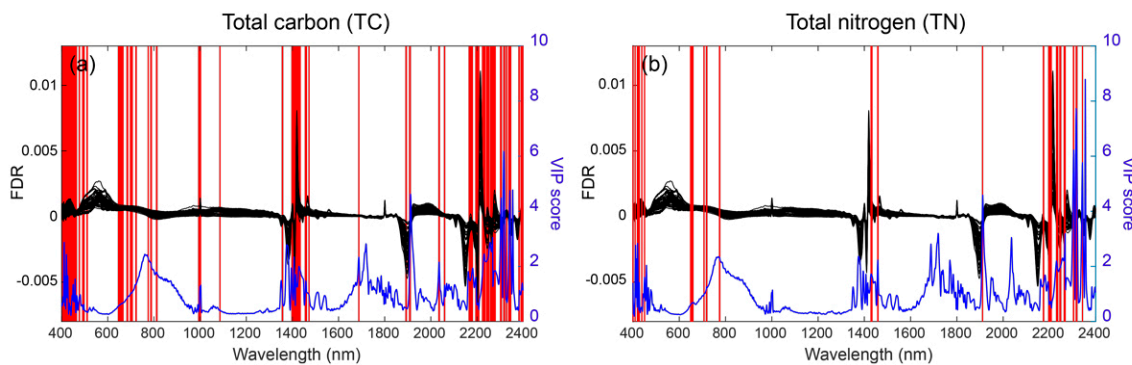 Total carbon (TC)
(a)
FDR
0.01
0.005
0
-0.005
10
8
6
4
2
0
VIP score
400 600 800 1000 1200 1400 1600 1800 2000 2200 2400
Wavelength (nm)
Total nitrogen (TN)
(b)
FDR
0.01
0.005
0
-0.005
10
8
6
4
2
0
VIP score
400 600 800 1000 1200 1400 1600 1800 2000 2200 2400
Wavelength (nm)